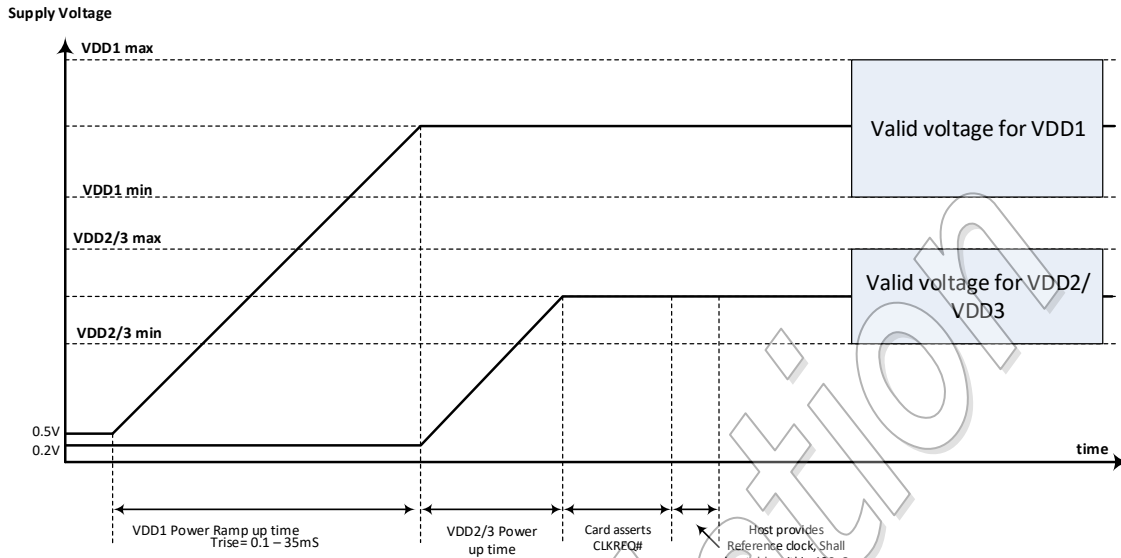 Supply Voltage
VDD1 max
Valid voltage for VDD1
VDD1 min
VDD2/3 max
Valid voltage for VDD2/
VDD3
VDD2/3 min
0.5V
0.2V
time
VDD1 Power Ramp up time
Trise= 0.1 – 35mS
VDD2/3 Power
up time
Card asserts
CLKREQ#
Host provides
Reference clock, Shall